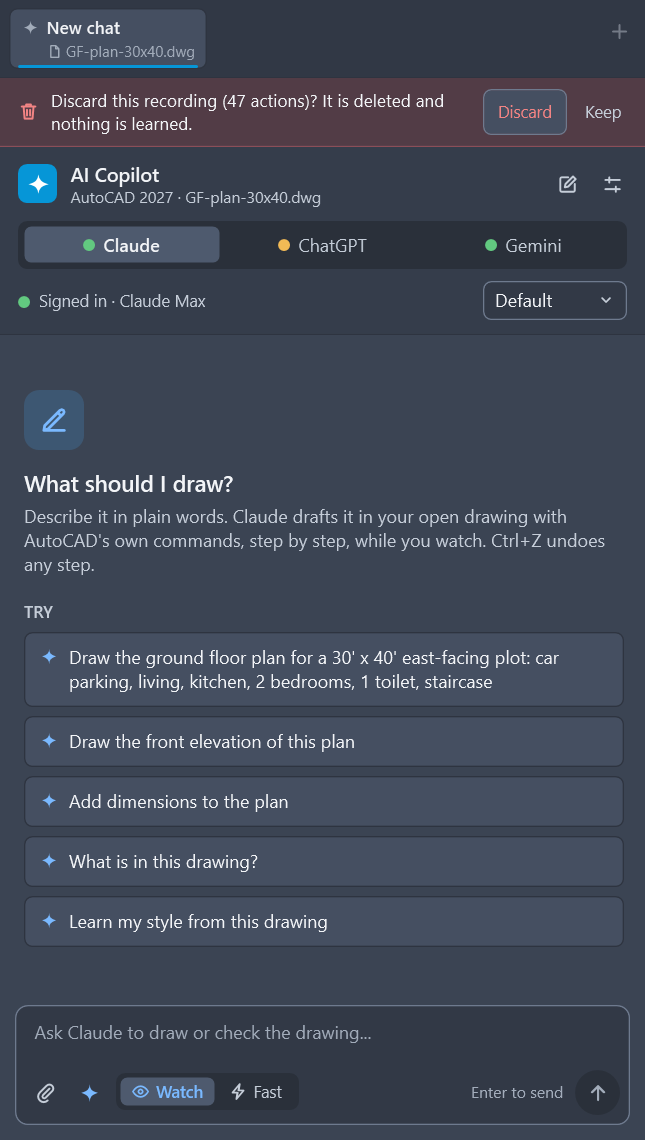 New chat
GF-plan-30x40.dwg
Discard this recording (47 actions)? It is deleted and
nothing is learned.
Discard
Keep
AI Copilot
AutoCAD 2027 · GF-plan-30x40.dwg
Claude
ChatGPT
Gemini
Signed in · Claude Max
Default
What should I draw?
Describe it in plain words. Claude drafts it in your open drawing with
AutoCAD's own commands, step by step, while you watch. Ctrl+Z undoes
any step.
TRY
Draw the ground floor plan for a 30' x 40' east-facing plot: car
parking, living, kitchen, 2 bedrooms, 1 toilet, staircase
Draw the front elevation of this plan
Add dimensions to the plan
What is in this drawing?
Learn my style from this drawing
Ask Claude to draw or check the drawing...
Watch
Fast
Enter to send